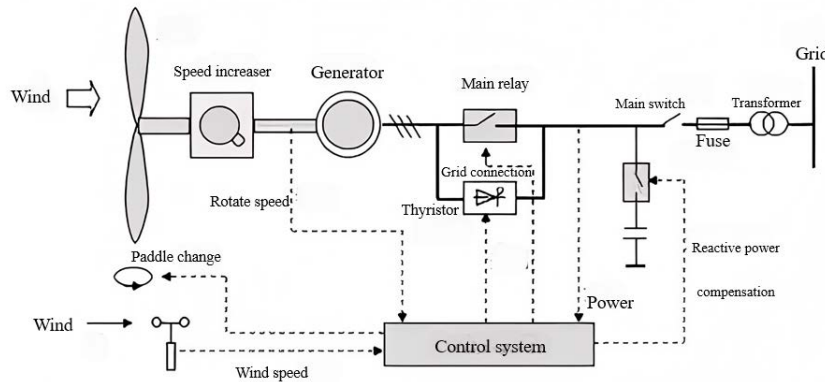 Grid
Generator
Speed increaser
Main relay
Wind
Main switch
Transformer
Fuse
Grid connection
Thyristor
Rotate speed
Paddle change
Reactive power
compensation
Power
Wind
Control system
Wind speed